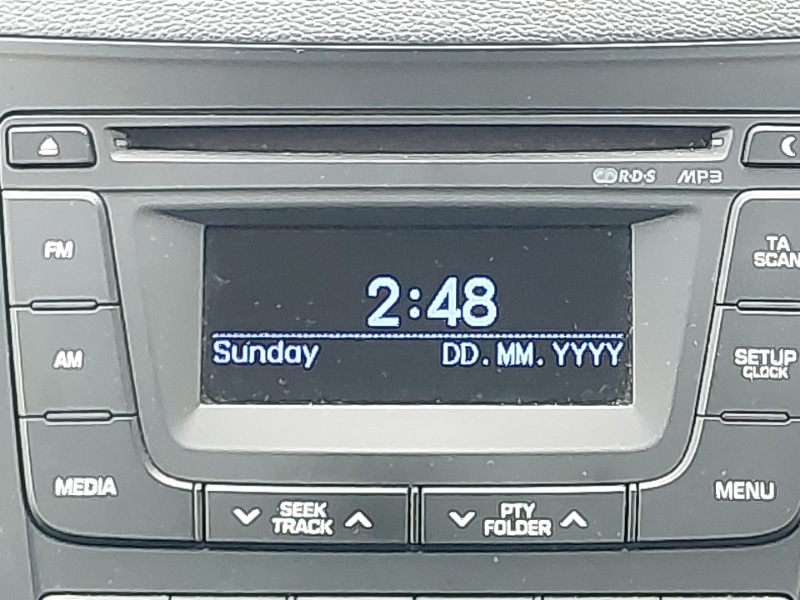 RDS MP3
FM
TA
SCAN
2:48
AM
Sunday DD.MM.YYYY
SETUP
CLOCK
MEDIA
SEEK
TRACK
PTY
FOLDER
MENU